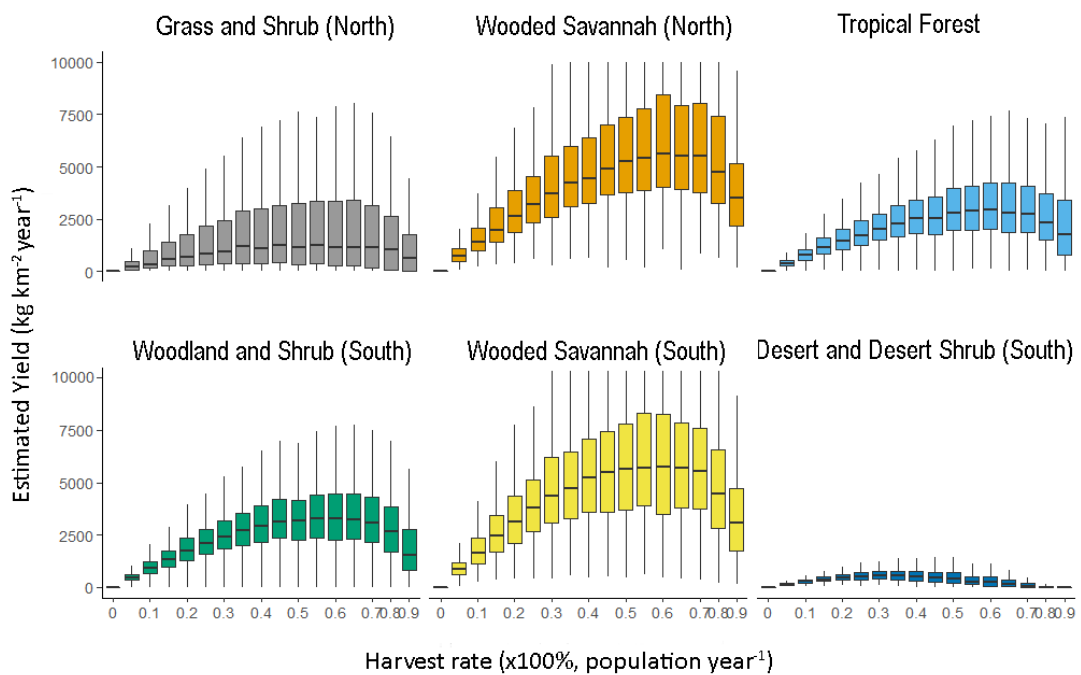 Grass and Shrub (North) Wooded Savannah (North) Tropical Forest
10000
7500
5000
2500
0
Estimated Yield (kg km⁻² year⁻¹)
Woodland and Shrub (South) Wooded Savannah (South) Desert and Desert Shrub (South)
10000
7500
5000
2500
0
0 0.1 0.2 0.3 0.4 0.5 0.6 0.7 0.8 0.9 0 0.1 0.2 0.3 0.4 0.5 0.6 0.7 0.8 0.9 0 0.1 0.2 0.3 0.4 0.5 0.6 0.7 0.8 0.9
Harvest rate (x100%, population year⁻¹)